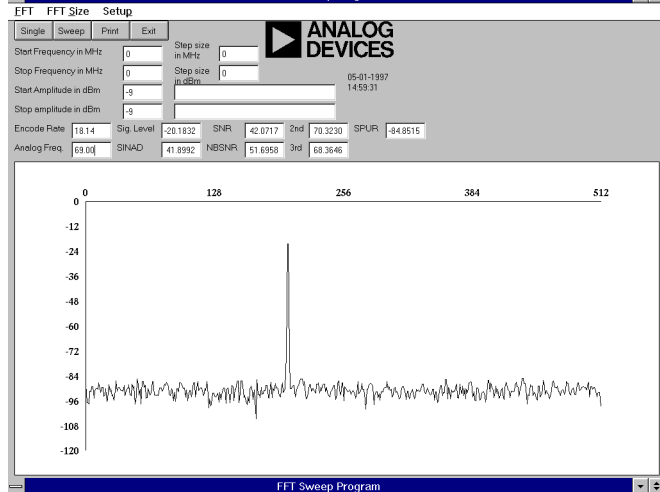 FFT FFT Size Setup
Single Sweep Print Exit
ANALOG
DEVICES
Start Frequency in MHz 0 Step size in MHz 0
Stop Frequency in MHz 0 Step size in dBm 0
05-01-1997
14:59:31
Start Amplitude in dBm -9
Stop amplitude in dBm -9
Encode Rate 18.14 Sig. Level -20.1832 SNR 42.0717 2nd 70.3230 SPUR -84.8515
Analog Freq. 69.00 SINAD 41.8992 NBSNR 51.6958 3rd 68.3646
0 128 256 384 512
0
-12
-24
-36
-48
-60
-72
-84
-96
-108
-120
FFT Sweep Program